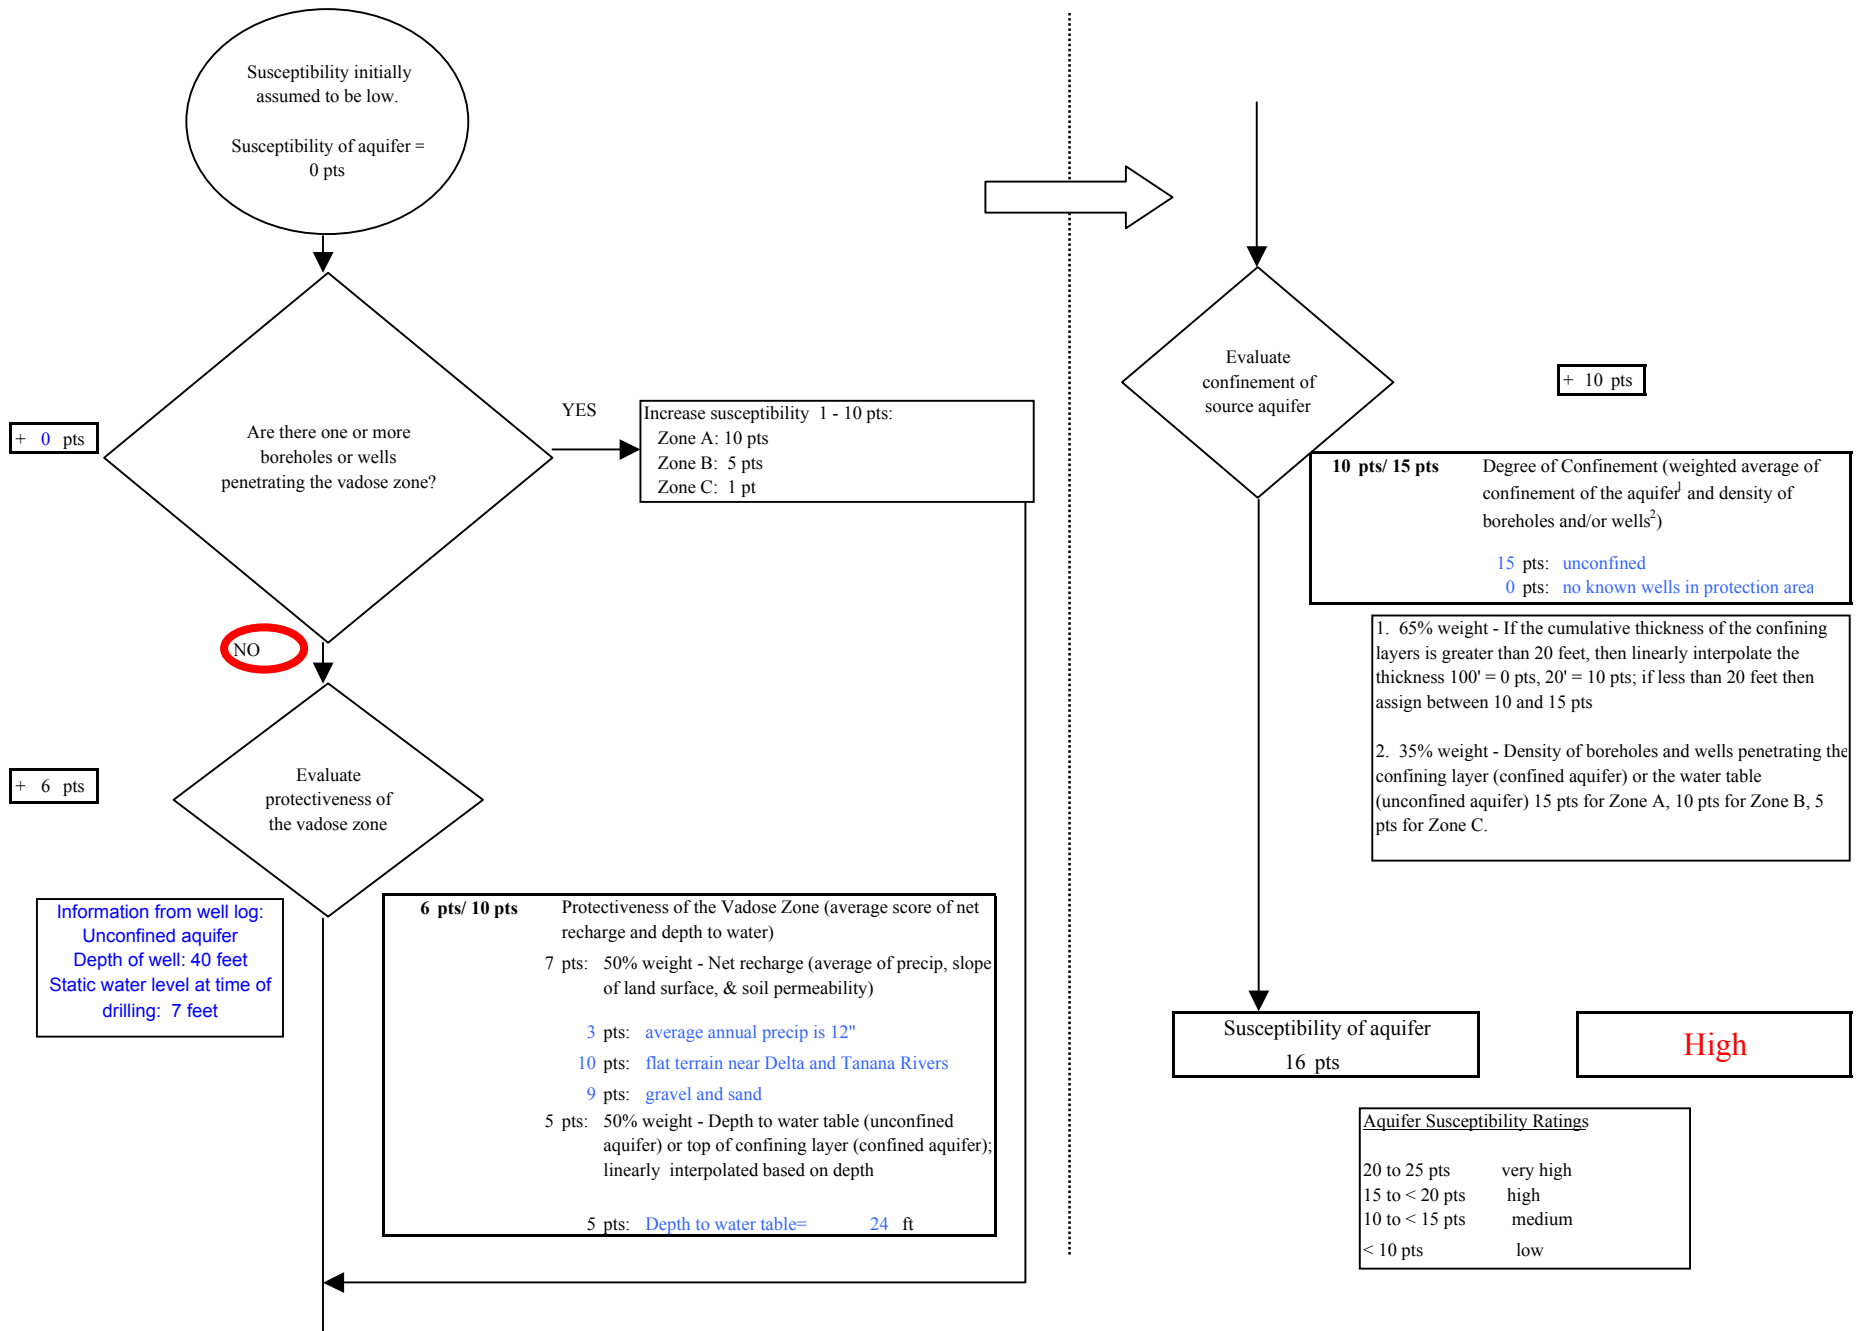 Susceptibility initially
assumed to be low.
Susceptibility of aquifer =
0 pts
+ 0 pts
Are there one or more
boreholes or wells
penetrating the vadose zone?
YES
Increase susceptibility 1 - 10 pts:
Zone A: 10 pts
Zone B: 5 pts
Zone C: 1 pt
NO
+ 6 pts
Evaluate
protectiveness of
the vadose zone
Information from well log:
Unconfined aquifer
Depth of well: 40 feet
Static water level at time of
drilling: 7 feet
6 pts/ 10 pts Protectiveness of the Vadose Zone (average score of net
recharge and depth to water)
7 pts: 50% weight - Net recharge (average of precip, slope
of land surface, & soil permeability)
3 pts: average annual precip is 12"
10 pts: flat terrain near Delta and Tanana Rivers
9 pts: gravel and sand
5 pts: 50% weight - Depth to water table (unconfined
aquifer) or top of confining layer (confined aquifer);
linearly interpolated based on depth
5 pts: Depth to water table= 24 ft
Evaluate
confinement of
source aquifer
+ 10 pts
10 pts/ 15 pts Degree of Confinement (weighted average of
confinement of the aquifer1 and density of
boreholes and/or wells2)
15 pts: unconfined
0 pts: no known wells in protection area
1. 65% weight - If the cumulative thickness of the confining
layers is greater than 20 feet, then linearly interpolate the
thickness 100' = 0 pts, 20' = 10 pts; if less than 20 feet then
assign between 10 and 15 pts
2. 35% weight - Density of boreholes and wells penetrating the
confining layer (confined aquifer) or the water table
(unconfined aquifer) 15 pts for Zone A, 10 pts for Zone B, 5
pts for Zone C.
Susceptibility of aquifer
16 pts
High
Aquifer Susceptibility Ratings
20 to 25 pts very high
15 to < 20 pts high
10 to < 15 pts medium
< 10 pts low